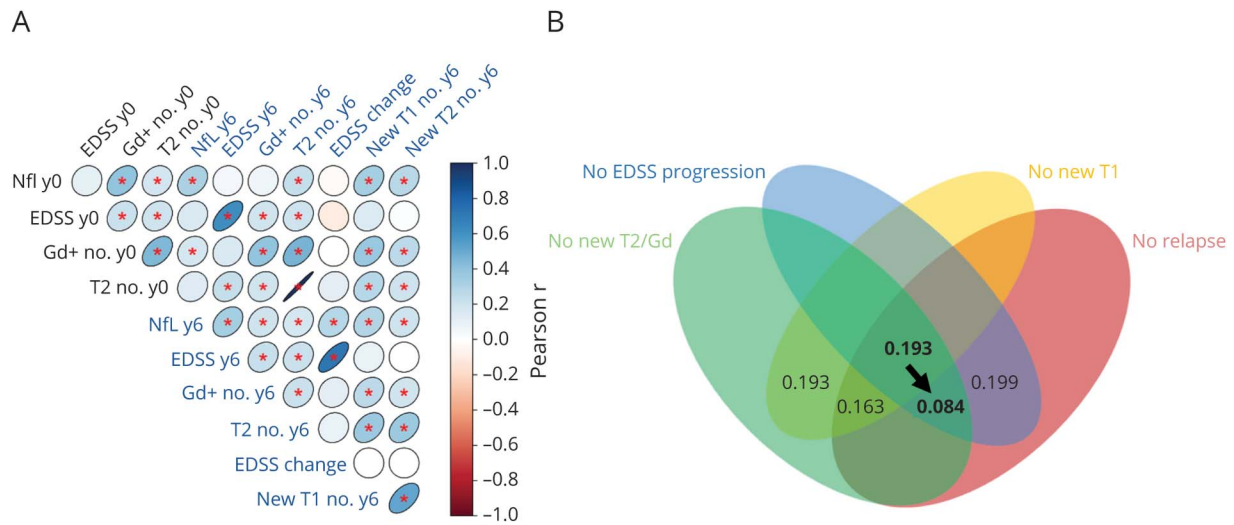 A
B
EDSS y0
Gd+ no. y0
T2 no. y0
NfL y6
EDSS y6
Gd+ no. y6
T2 no. y6
EDSS change
New T1 no. y6
New T2 no. y6
Nfl y0
* * * * * *
EDSS y0
* * * * *
Gd+ no. y0
* * * * * *
T2 no. y0
* * * * *
NfL y6
* * * * * *
EDSS y6
* * *
Gd+ no. y6
* * *
T2 no. y6
* *
EDSS change
New T1 no. y6
*
1.0
0.8
0.6
0.4
0.2
0.0
−0.2
−0.4
−0.6
−0.8
−1.0
Pearson r
No EDSS progression
No new T1
No new T2/Gd
No relapse
0.193
0.193
0.199
0.163
0.084